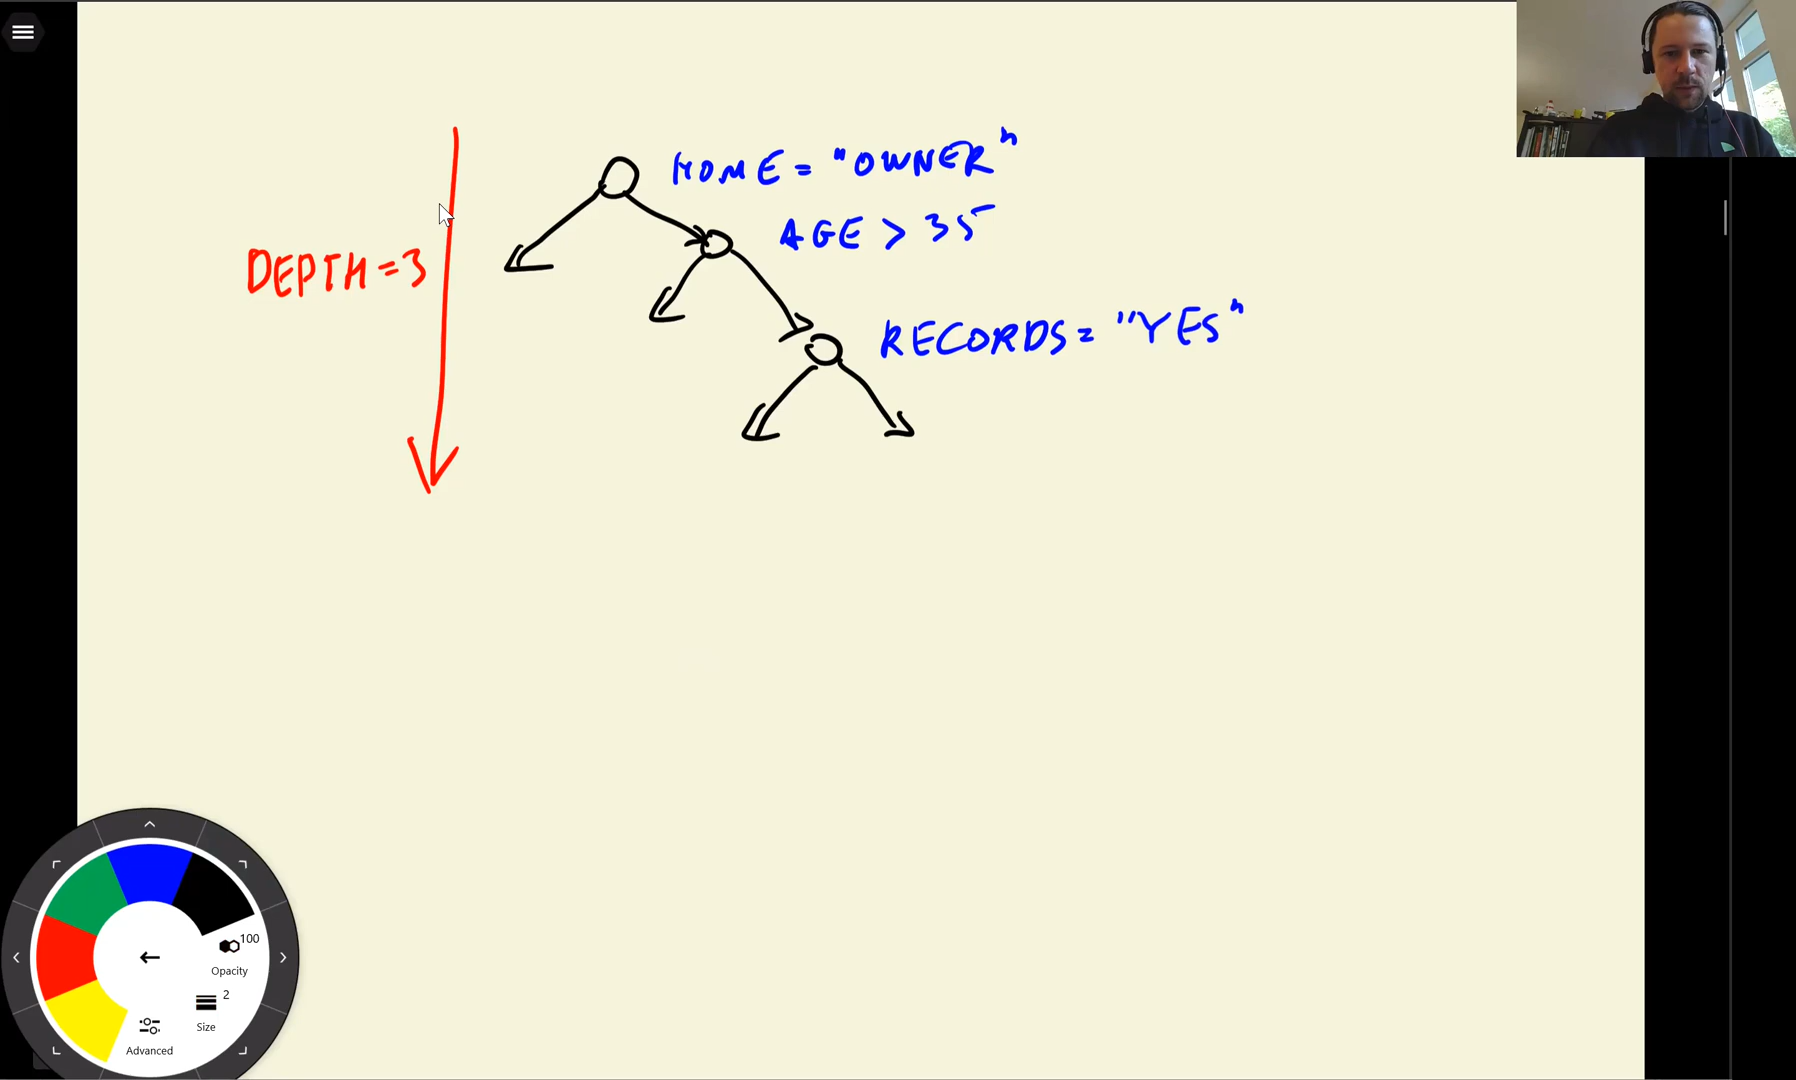 HOME = "OWNER"
AGE > 35
DEPTH = 3
RECORDS = "YES"
100
Opacity
2
Size
Advanced